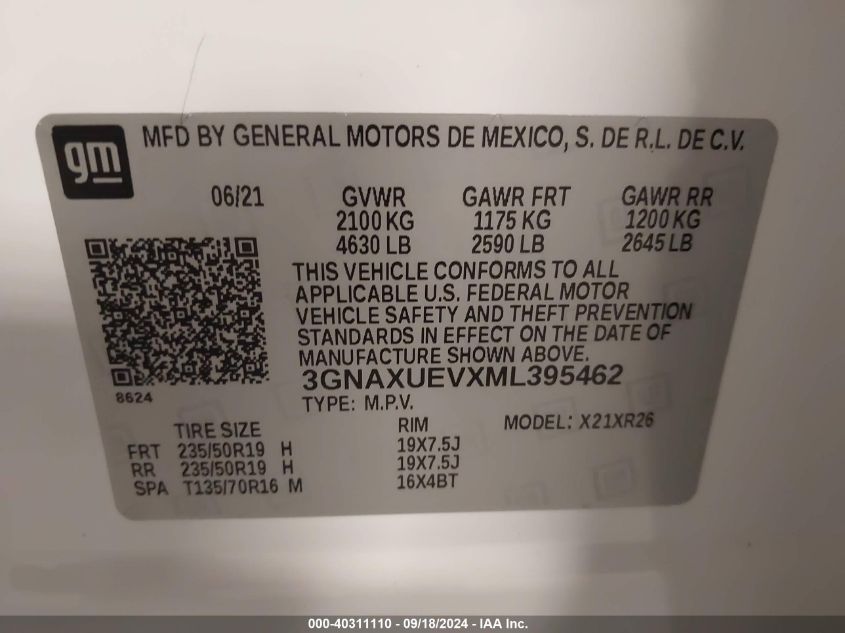 gm
MFD BY GENERAL MOTORS DE MEXICO, S. DE R.L. DE C.V.
06/21 GVWR GAWR FRT GAWR RR
2100 KG 1175 KG 1200 KG
4630 LB 2590 LB 2645 LB
THIS VEHICLE CONFORMS TO ALL
APPLICABLE U.S. FEDERAL MOTOR
VEHICLE SAFETY AND THEFT PREVENTION
STANDARDS IN EFFECT ON THE DATE OF
MANUFACTURE SHOWN ABOVE.
3GNAXUEVXML395462
8624
TYPE: M.P.V.
TIRE SIZE RIM MODEL: X21XR26
FRT 235/50R19 H 19X7.5J
RR 235/50R19 H 19X7.5J
SPA T135/70R16 M 16X4BT
000-40311110 - 09/18/2024 - IAA Inc.